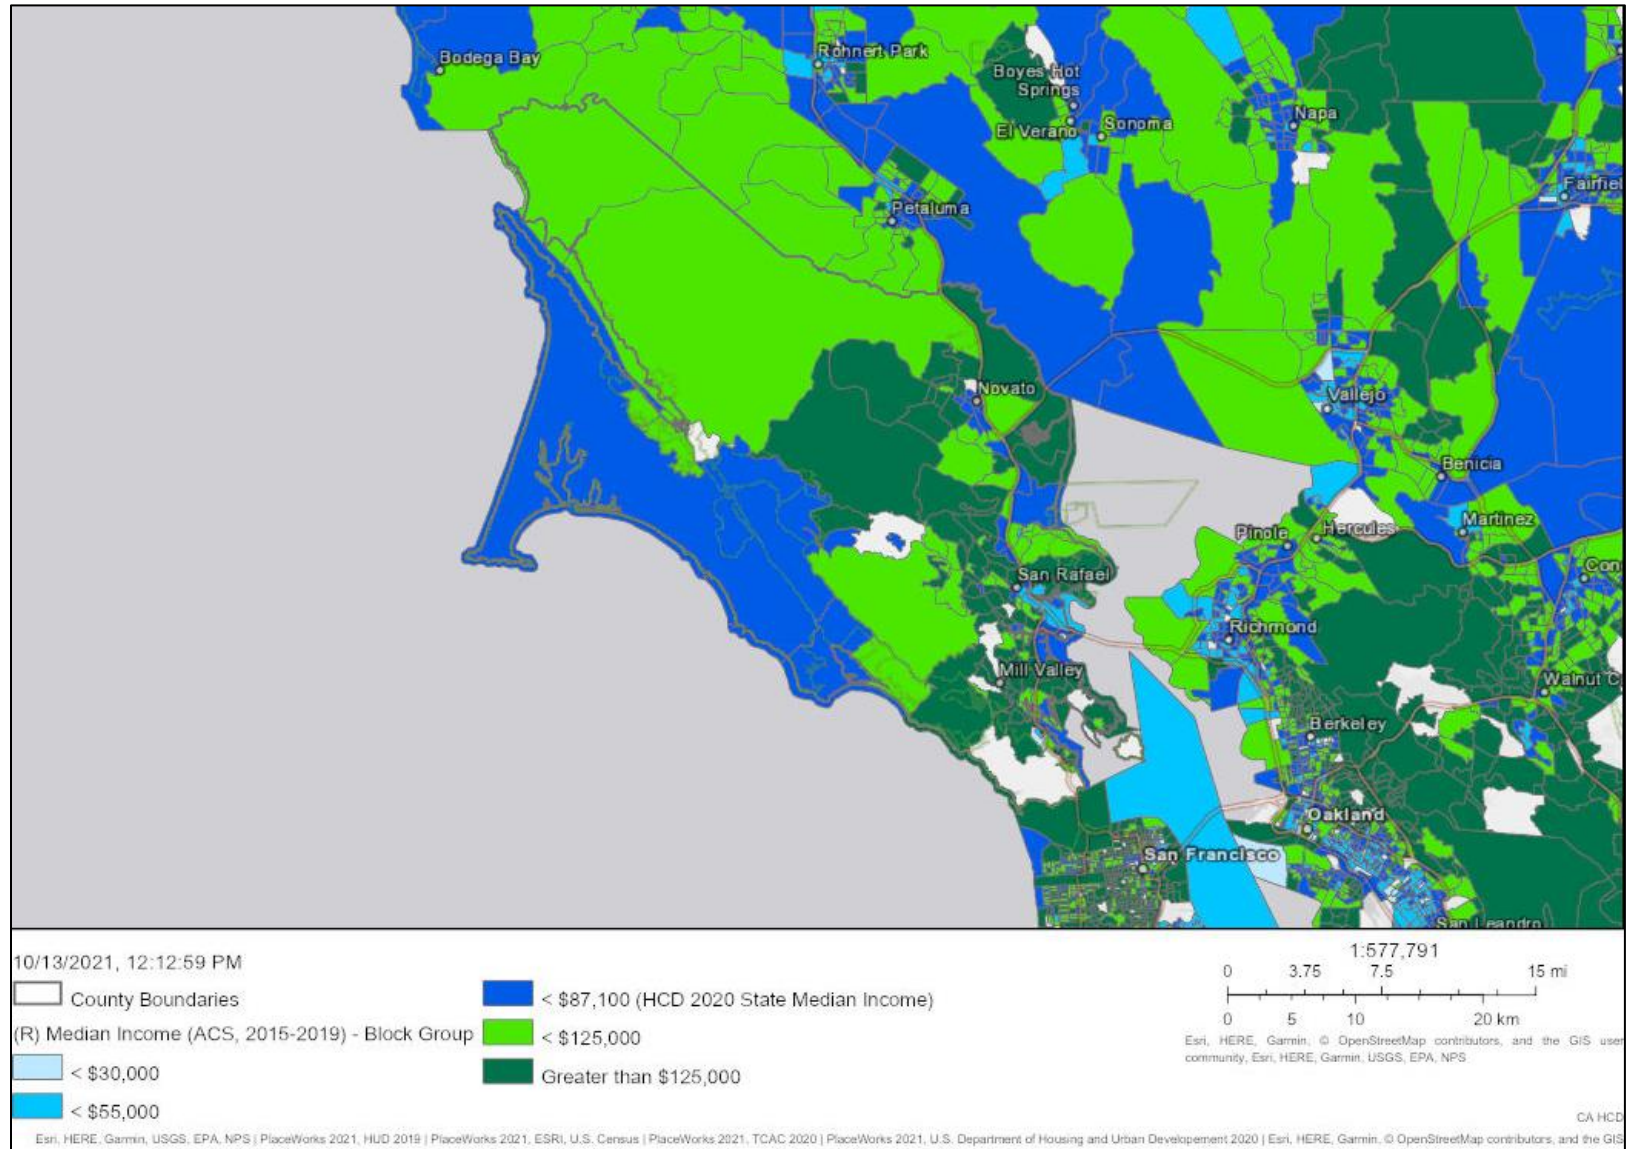 Bodega Bay
Rohnert Park
Boyes Hot
Springs
El Verano
Sonoma
Napa
Fairfiel
Petaluma
Novato
Vallejo
Benicia
Martinez
Pinole
Hercules
Con
San Rafael
Richmond
Mill Valley
Walnut C
Berkeley
Oakland
San Francisco
San Leandro
10/13/2021, 12:12:59 PM
County Boundaries
(R) Median Income (ACS, 2015-2019) - Block Group
< $30,000
< $55,000
< $87,100 (HCD 2020 State Median Income)
< $125,000
Greater than $125,000
1:577,791
0 3.75 7.5 15 mi
0 5 10 20 km
Esri, HERE, Garmin, © OpenStreetMap contributors, and the GIS user
community, Esri, HERE, Garmin, USGS, EPA, NPS
CA HCD
Esri, HERE, Garmin, USGS, EPA, NPS | PlaceWorks 2021, HUD 2019 | PlaceWorks 2021, ESRI, U.S. Census | PlaceWorks 2021, TCAC 2020 | PlaceWorks 2021, U.S. Department of Housing and Urban Developement 2020 | Esri, HERE, Garmin, © OpenStreetMap contributors, and the GIS